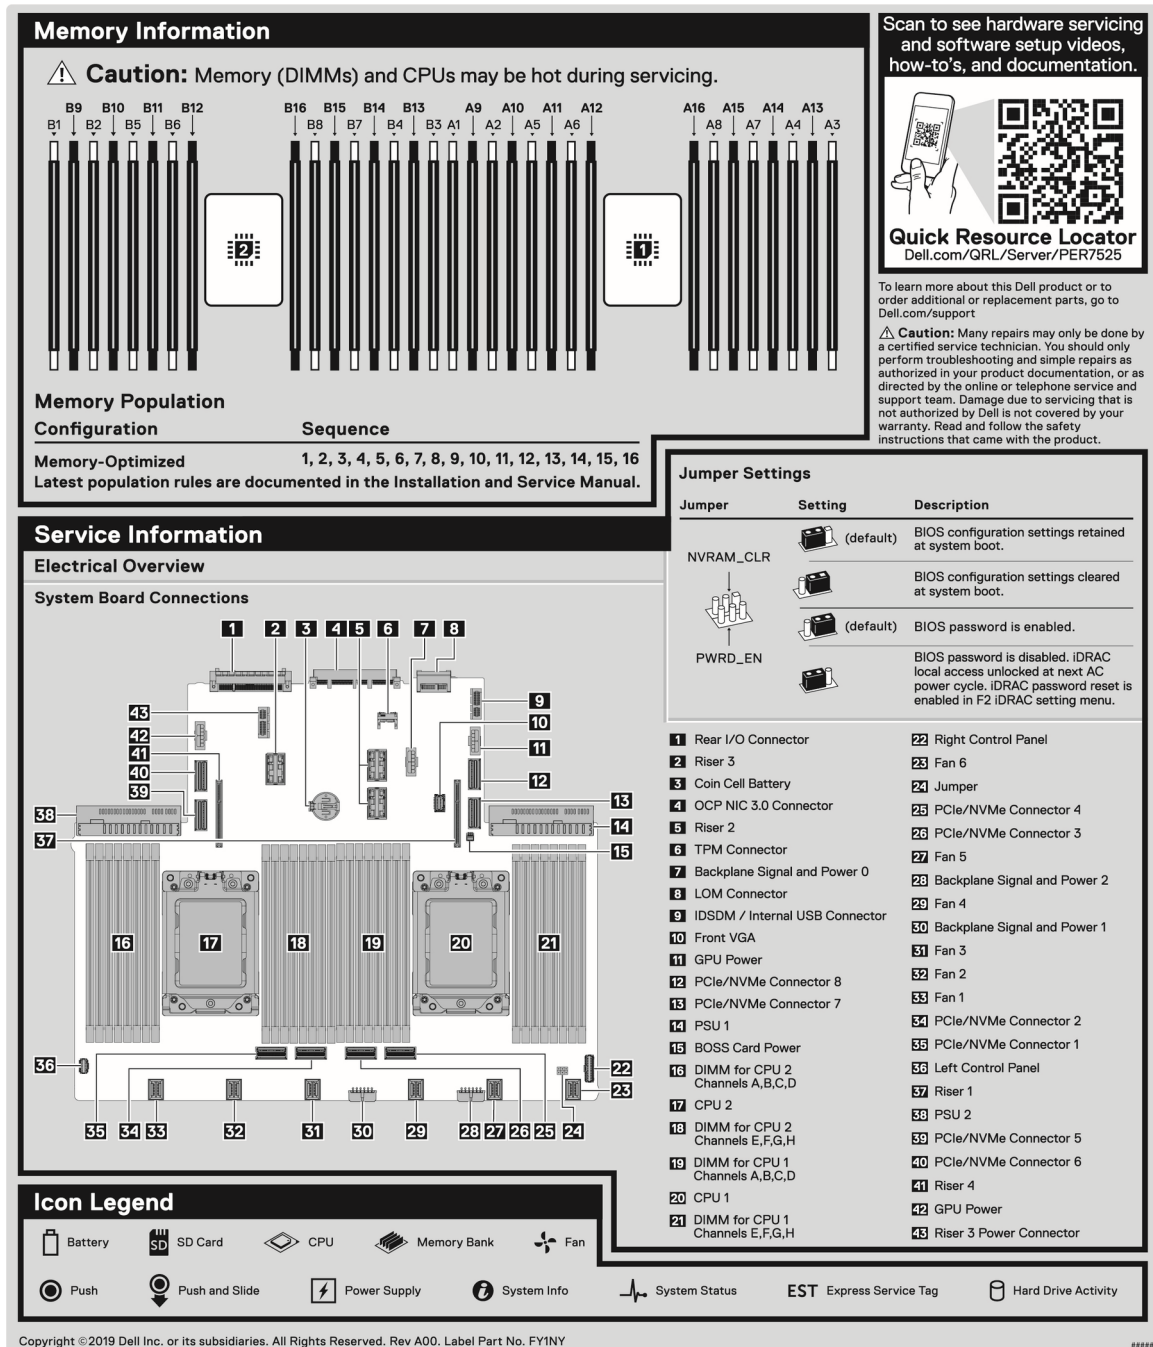 Memory Information
Caution: Memory (DIMMs) and CPUs may be hot during servicing.
B9 B10 B11 B12 B16 B15 B14 B13 A9 A10 A11 A12 A16 A15 A14 A13
B1 B2 B5 B6 B8 B7 B4 B3 A1 A2 A5 A6 A8 A7 A4 A3
2
1
Memory Population
Configuration Sequence
Memory-Optimized 1, 2, 3, 4, 5, 6, 7, 8, 9, 10, 11, 12, 13, 14, 15, 16
Latest population rules are documented in the Installation and Service Manual.
Scan to see hardware servicing
and software setup videos,
how-to's, and documentation.
Quick Resource Locator
Dell.com/QRL/Server/PER7525
To learn more about this Dell product or to
order additional or replacement parts, go to
Dell.com/support
Caution: Many repairs may only be done by
a certified service technician. You should only
perform troubleshooting and simple repairs as
authorized in your product documentation, or as
directed by the online or telephone service and
support team. Damage due to servicing that is
not authorized by Dell is not covered by your
warranty. Read and follow the safety
instructions that came with the product.
Jumper Settings
Jumper Setting Description
NVRAM_CLR
PWRD_EN
(default) BIOS configuration settings retained
at system boot.
BIOS configuration settings cleared
at system boot.
(default) BIOS password is enabled.
BIOS password is disabled. iDRAC
local access unlocked at next AC
power cycle. iDRAC password reset is
enabled in F2 iDRAC setting menu.
Service Information
Electrical Overview
System Board Connections
1 2 3 4 5 6 7 8
9
10
11
12
13
14
15
43
42
41
40
39
38
37
16 17 18 19 20 21
36
22
23
35 34 33 32 31 30 29 28 27 26 25 24
1 Rear I/O Connector
2 Riser 3
3 Coin Cell Battery
4 OCP NIC 3.0 Connector
5 Riser 2
6 TPM Connector
7 Backplane Signal and Power 0
8 LOM Connector
9 IDSDM / Internal USB Connector
10 Front VGA
11 GPU Power
12 PCIe/NVMe Connector 8
13 PCIe/NVMe Connector 7
14 PSU 1
15 BOSS Card Power
16 DIMM for CPU 2
Channels A,B,C,D
17 CPU 2
18 DIMM for CPU 2
Channels E,F,G,H
19 DIMM for CPU 1
Channels A,B,C,D
20 CPU 1
21 DIMM for CPU 1
Channels E,F,G,H
22 Right Control Panel
23 Fan 6
24 Jumper
25 PCIe/NVMe Connector 4
26 PCIe/NVMe Connector 3
27 Fan 5
28 Backplane Signal and Power 2
29 Fan 4
30 Backplane Signal and Power 1
31 Fan 3
32 Fan 2
33 Fan 1
34 PCIe/NVMe Connector 2
35 PCIe/NVMe Connector 1
36 Left Control Panel
37 Riser 1
38 PSU 2
39 PCIe/NVMe Connector 5
40 PCIe/NVMe Connector 6
41 Riser 4
42 GPU Power
43 Riser 3 Power Connector
Icon Legend
Battery SD SD Card CPU Memory Bank Fan
Push Push and Slide Power Supply i System Info System Status EST Express Service Tag Hard Drive Activity
Copyright ©2019 Dell Inc. or its subsidiaries. All Rights Reserved. Rev A00. Label Part No. FY1NY
#####